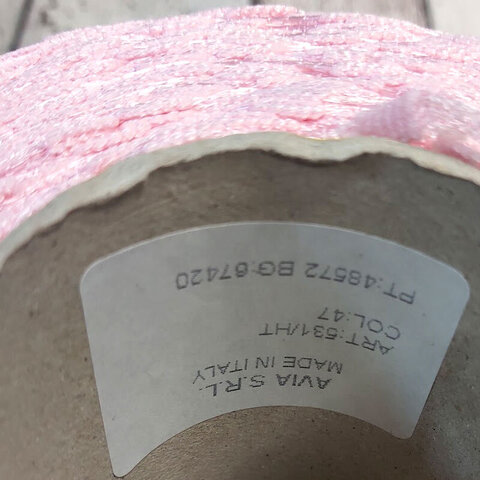 AVIA S.R.L.
MADE IN ITALY
ART:531/HT
COL:47
PT:48572 BG:67420